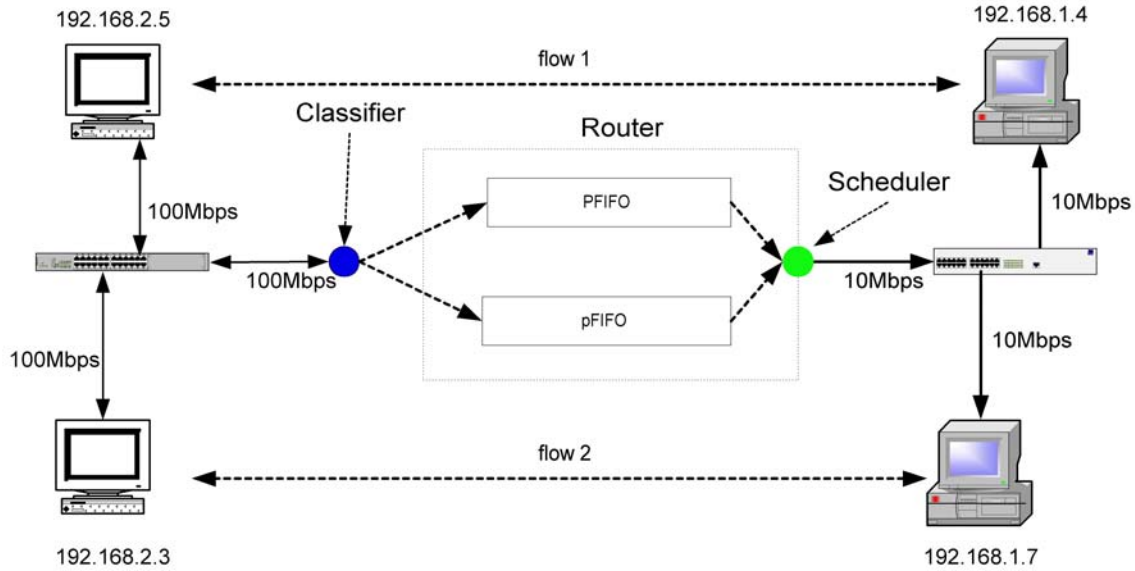 192.168.2.5
192.168.1.4
flow 1
Classifier
Router
Scheduler
PFIFO
100Mbps
10Mbps
100Mbps
10Mbps
pFIFO
100Mbps
10Mbps
flow 2
192.168.2.3
192.168.1.7